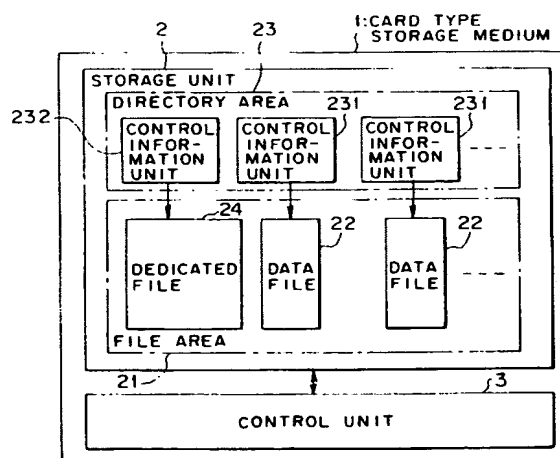 1:CARD TYPE
STORAGE MEDIUM
2
23
STORAGE UNIT
DIRECTORY AREA
232
231
231
CONTROL
INFOR-
MATION
UNIT
CONTROL
INFOR-
MATION
UNIT
CONTROL
INFOR-
MATION
UNIT
24
22
22
DEDICATED
FILE
DATA
FILE
DATA
FILE
FILE AREA
21
3
CONTROL UNIT